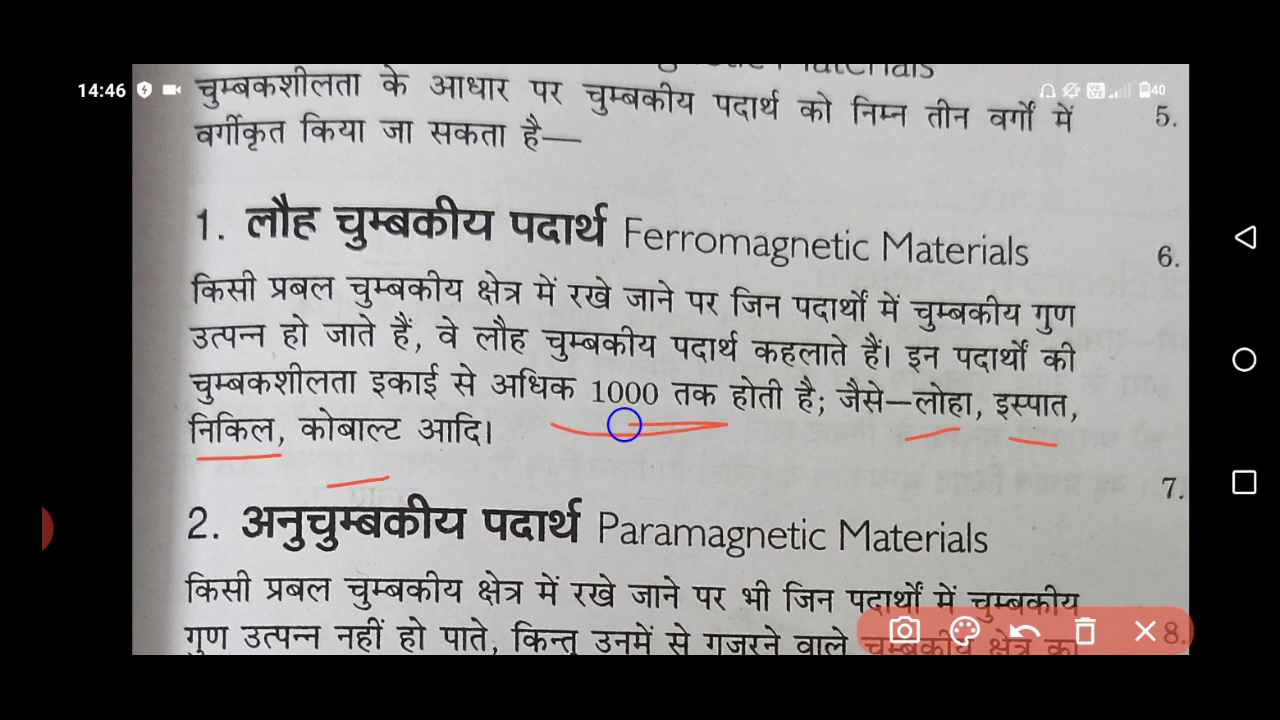 14:46
40
Materials
चुम्बकशीलता के आधार पर चुम्बकीय पदार्थ को निम्न तीन वर्गों में
5.
वर्गीकृत किया जा सकता है—
1. लौह चुम्बकीय पदार्थ Ferromagnetic Materials
6.
किसी प्रबल चुम्बकीय क्षेत्र में रखे जाने पर जिन पदार्थों में चुम्बकीय गुण
उत्पन्न हो जाते हैं, वे लौह चुम्बकीय पदार्थ कहलाते हैं। इन पदार्थों की
चुम्बकशीलता इकाई से अधिक 1000 तक होती है; जैसे—लोहा, इस्पात,
निकिल, कोबाल्ट आदि।
7.
2. अनुचुम्बकीय पदार्थ Paramagnetic Materials
किसी प्रबल चुम्बकीय क्षेत्र में रखे जाने पर भी जिन पदार्थों में चुम्बकीय
गुण उत्पन्न नहीं हो पाते, किन्तु उनमें से गुजरने वाले चुम्बकीय क्षेत्र को
8.